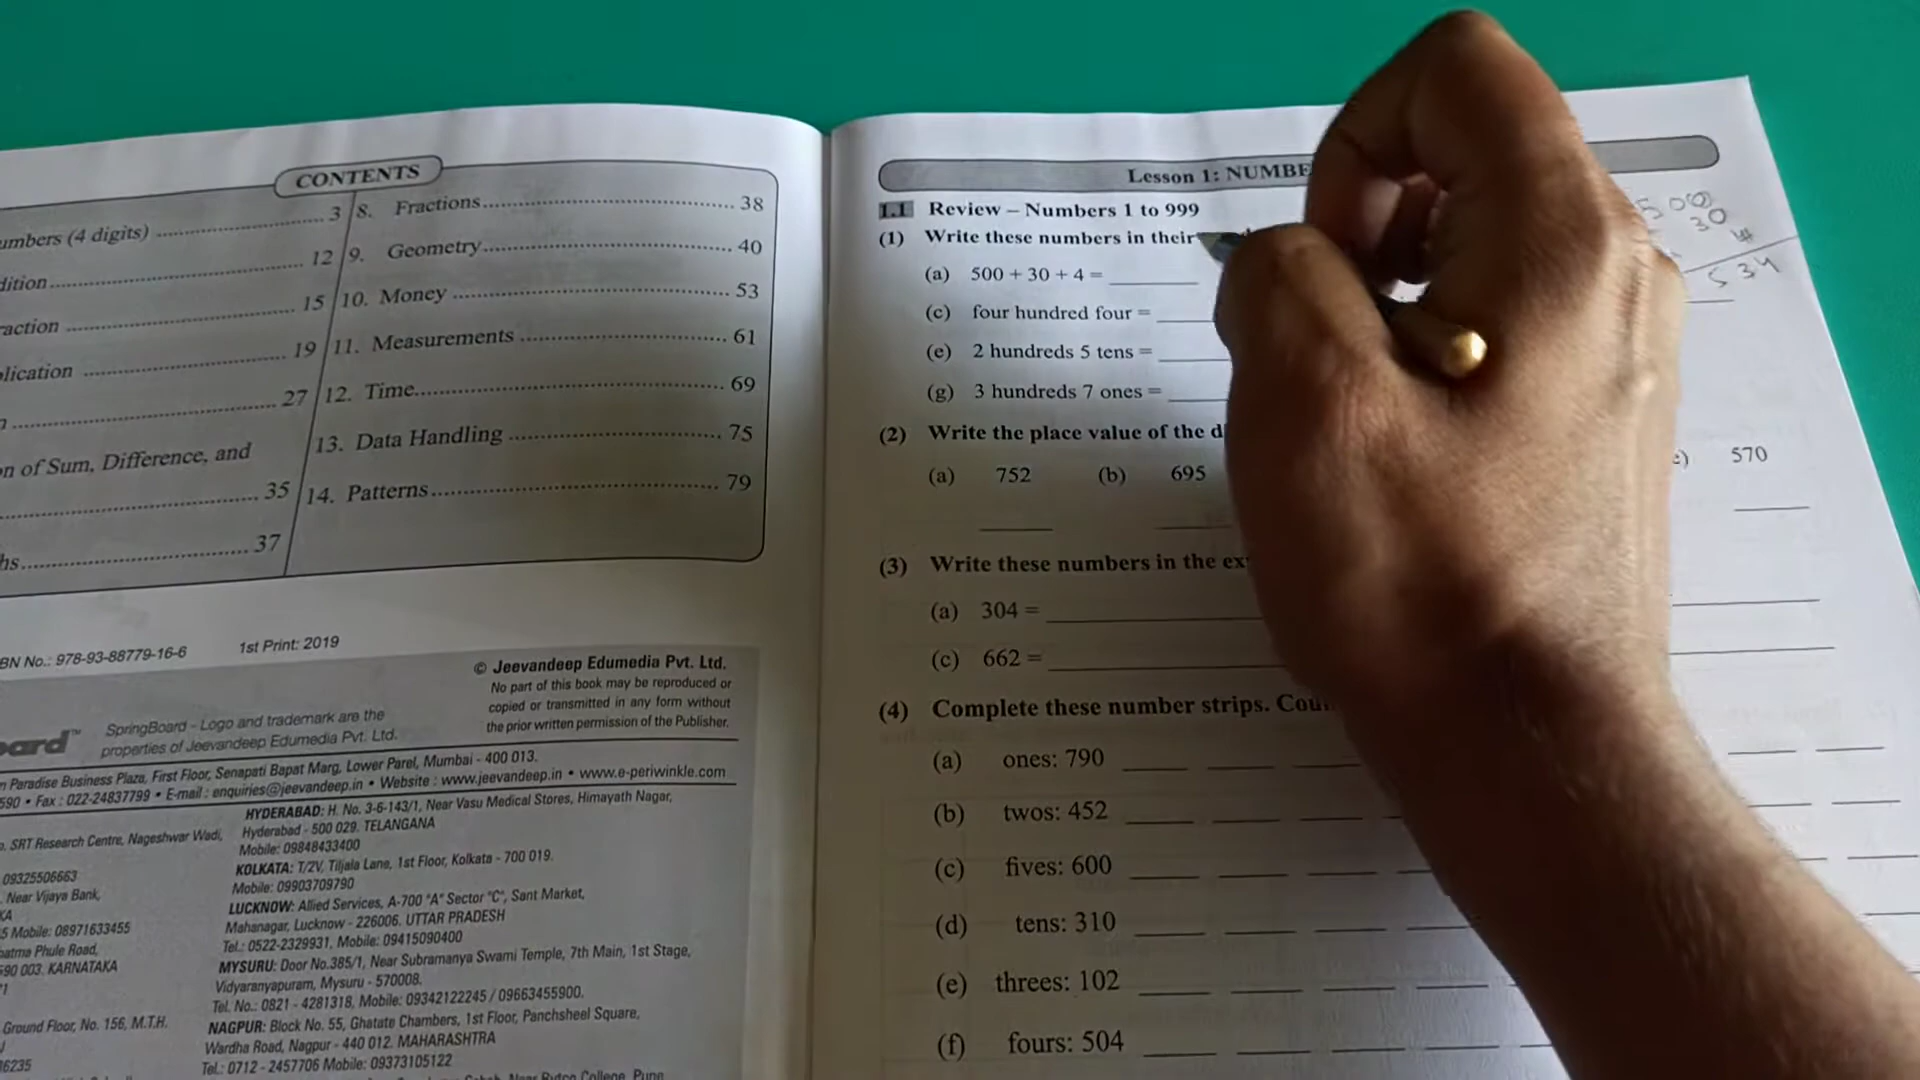 CONTENTS
(4 digits) 3
12
15
19
27
of Sum, Difference, and
35
37
8. Fractions 38
9. Geometry 40
10. Money 53
11. Measurements 61
12. Time 69
13. Data Handling 75
14. Patterns 79
No.: 978-93-88779-16-6 1st Print: 2019
© Jeevandeep Edumedia Pvt. Ltd.
No part of this book may be reproduced or
copied or transmitted in any form without
the prior written permission of the Publisher.
SpringBoard - Logo and trademark are the
properties of Jeevandeep Edumedia Pvt. Ltd.
Paradise Business Plaza, First Floor, Senapati Bapat Marg, Lower Parel, Mumbai - 400 013.
590 • Fax : 022-24837799 • E-mail : enquiries@jeevandeep.in • Website : www.jeevandeep.in • www.e-periwinkle.com
SRT Research Centre, Nageshwar Wadi,
09325506663
Near Vijaya Bank,
Mobile: 08971633455
Phule Road,
003. KARNATAKA
Ground Floor, No. 156, M.T.H.
HYDERABAD: H. No. 3-6-143/1, Near Vasu Medical Stores, Himayath Nagar,
Hyderabad - 500 029. TELANGANA
Mobile: 09848433400
KOLKATA: T/2V, Tiljala Lane, 1st Floor, Kolkata - 700 019.
Mobile: 09903709790
LUCKNOW: Allied Services, A-700 "A" Sector "C", Sant Market,
Mahanagar, Lucknow - 226006. UTTAR PRADESH
Tel.: 0522-2329931, Mobile: 09415090400
MYSURU: Door No.385/1, Near Subramanya Swami Temple, 7th Main, 1st Stage,
Vidyaranyapuram, Mysuru - 570008.
Tel. No.: 0821 - 4281318, Mobile: 09342122245 / 09663455900.
NAGPUR: Block No. 55, Ghatate Chambers, 1st Floor, Panchsheel Square,
Wardha Road, Nagpur - 440 012. MAHARASHTRA
Tel.: 0712 - 2457706 Mobile: 09373105122
Lesson 1:
1.1 Review – Numbers 1 to 999
(1) Write these numbers in their
(a) 500 + 30 + 4 =
(c) four hundred four =
(e) 2 hundreds 5 tens =
(g) 3 hundreds 7 ones =
500
30
4
534
(2) Write the place value of the
(a) 752 (b) 695 570
(3) Write these numbers in the
(a) 304 =
(c) 662 =
(4) Complete these number strips.
(a) ones: 790
(b) twos: 452
(c) fives: 600
(d) tens: 310
(e) threes: 102
(f) fours: 504